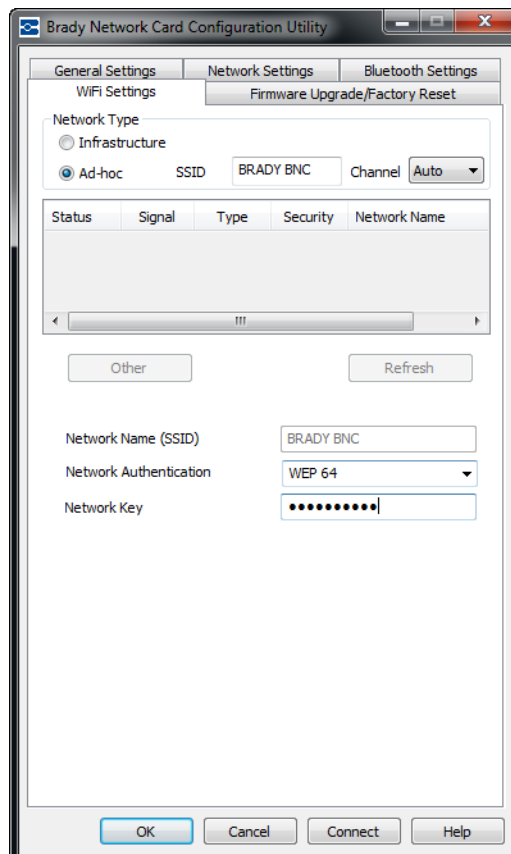 Brady Network Card Configuration Utility
General Settings Network Settings Bluetooth Settings
WiFi Settings Firmware Upgrade/Factory Reset
Network Type
Infrastructure
Ad-hoc SSID BRADY BNC Channel Auto
Status Signal Type Security Network Name
Other Refresh
Network Name (SSID) BRADY BNC
Network Authentication WEP 64
Network Key ●●●●●●●●●●
OK Cancel Connect Help